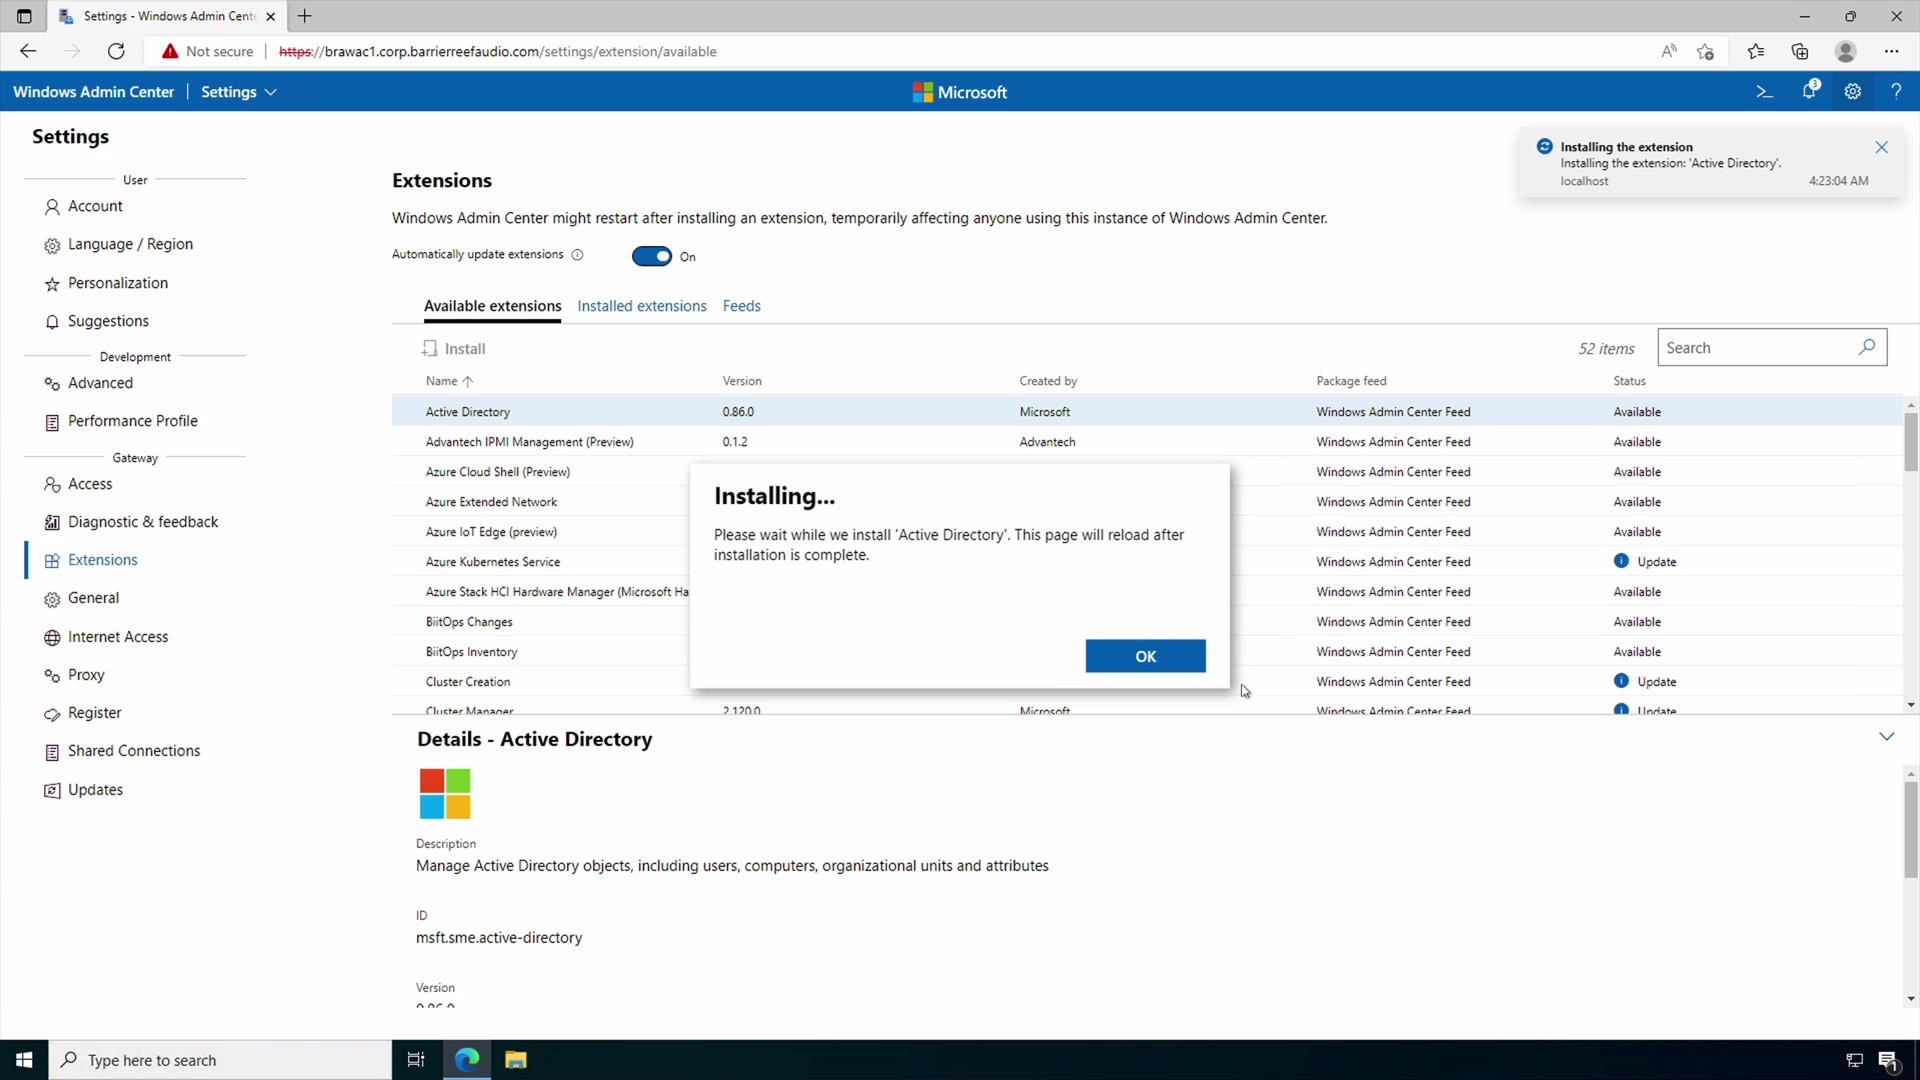 Settings - Windows Admin Cente
Not secure
https://brawac1.corp.barrierreefaudio.com/settings/extension/available
Windows Admin Center
Settings
Microsoft
3
?
Settings
User
Account
Language / Region
Personalization
Suggestions
Development
Advanced
Performance Profile
Gateway
Access
Diagnostic & feedback
Extensions
General
Internet Access
Proxy
Register
Shared Connections
Updates
Installing the extension
Installing the extension: 'Active Directory'.
localhost 4:23:04 AM
Extensions
Windows Admin Center might restart after installing an extension, temporarily affecting anyone using this instance of Windows Admin Center.
Automatically update extensions On
Available extensions Installed extensions Feeds
Install 52 items Search
Name Version Created by Package feed Status
Active Directory 0.86.0 Microsoft Windows Admin Center Feed Available
Advantech IPMI Management (Preview) 0.1.2 Advantech Windows Admin Center Feed Available
Azure Cloud Shell (Preview) Windows Admin Center Feed Available
Azure Extended Network Windows Admin Center Feed Available
Azure IoT Edge (preview) Windows Admin Center Feed Available
Azure Kubernetes Service Windows Admin Center Feed Update
Azure Stack HCI Hardware Manager (Microsoft Ha Windows Admin Center Feed Available
BiitOps Changes Windows Admin Center Feed Available
BiitOps Inventory Windows Admin Center Feed Available
Cluster Creation Windows Admin Center Feed Update
Cluster Manager 2.120.0 Microsoft Windows Admin Center Feed Update
Installing...
Please wait while we install 'Active Directory'. This page will reload after
installation is complete.
OK
Details - Active Directory
Description
Manage Active Directory objects, including users, computers, organizational units and attributes
ID
msft.sme.active-directory
Version
0.86.0
Type here to search
1